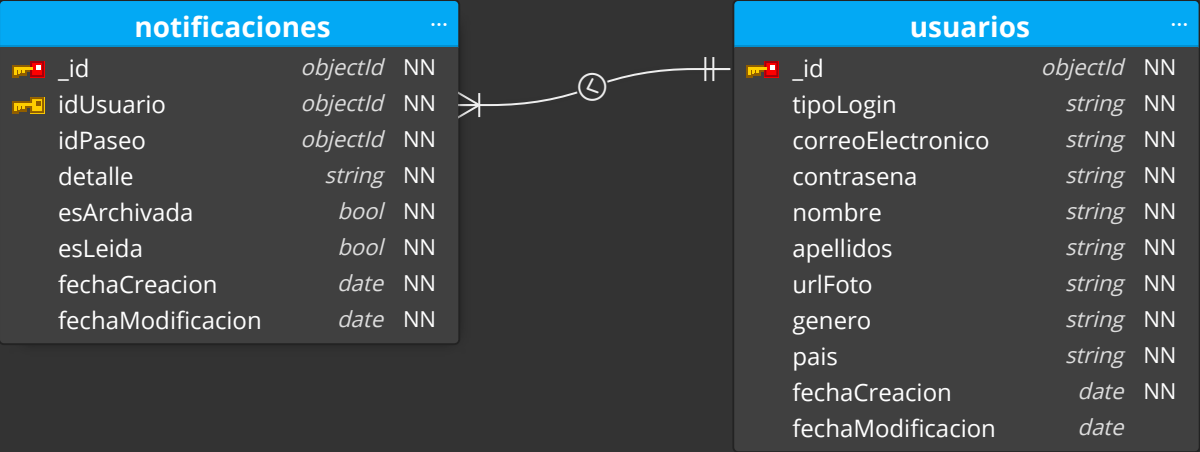 notificaciones ...
_id objectId NN
idUsuario objectId NN
idPaseo objectId NN
detalle string NN
esArchivada bool NN
esLeida bool NN
fechaCreacion date NN
fechaModificacion date NN
usuarios ...
_id objectId NN
tipoLogin string NN
correoElectronico string NN
contrasena string NN
nombre string NN
apellidos string NN
urlFoto string NN
genero string NN
pais string NN
fechaCreacion date NN
fechaModificacion date